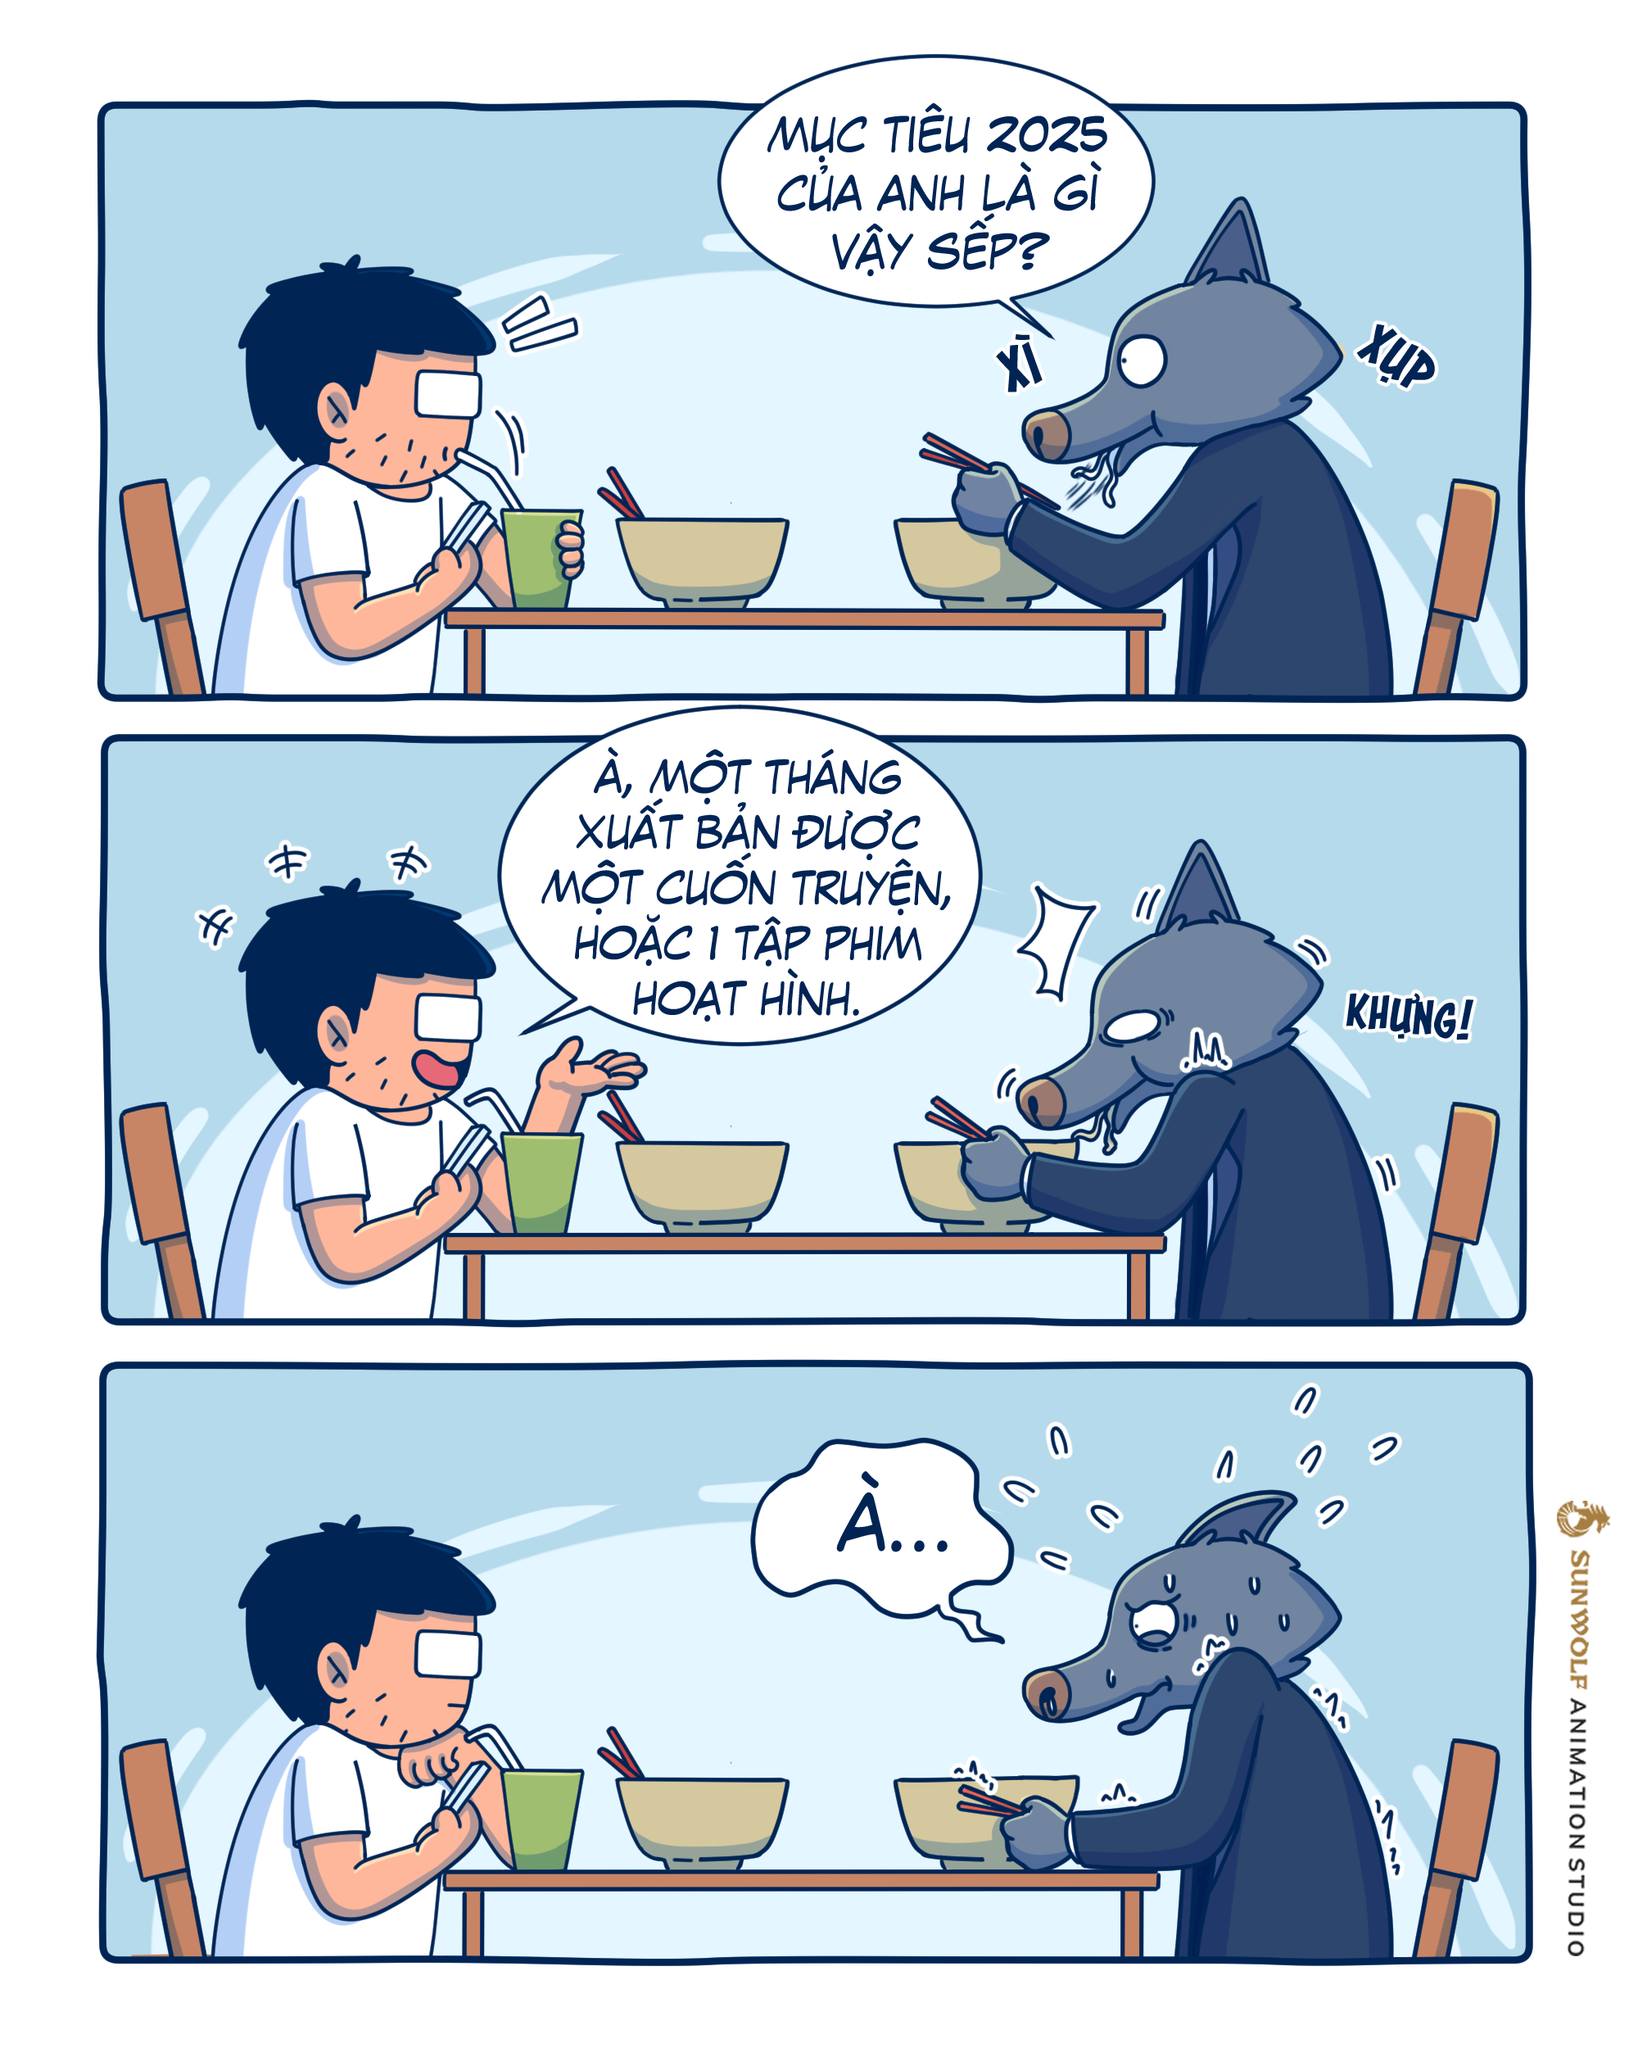 MỤC TIÊU 2025
CỦA ANH LÀ GÌ
VẬY SẾP?
XÌ
XỤP
À, MỘT THÁNG
XUẤT BẢN ĐƯỢC
MỘT CUỐN TRUYỆN,
HOẶC 1 TẬP PHIM
HOẠT HÌNH.
KHỰNG!
À...
SUNWOLF ANIMATION STUDIO